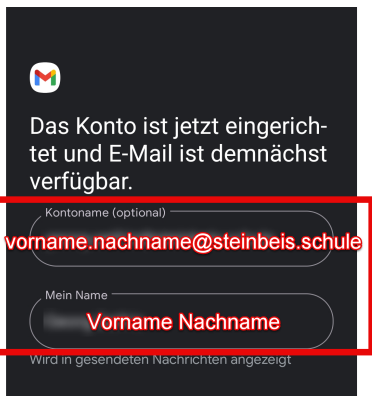 Das Konto ist jetzt eingerich-
tet und E-Mail ist demnächst
verfügbar.
Kontoname (optional)
vorname.nachname@steinbeis.schule
Mein Name
Vorname Nachname
Wird in gesendeten Nachrichten angezeigt